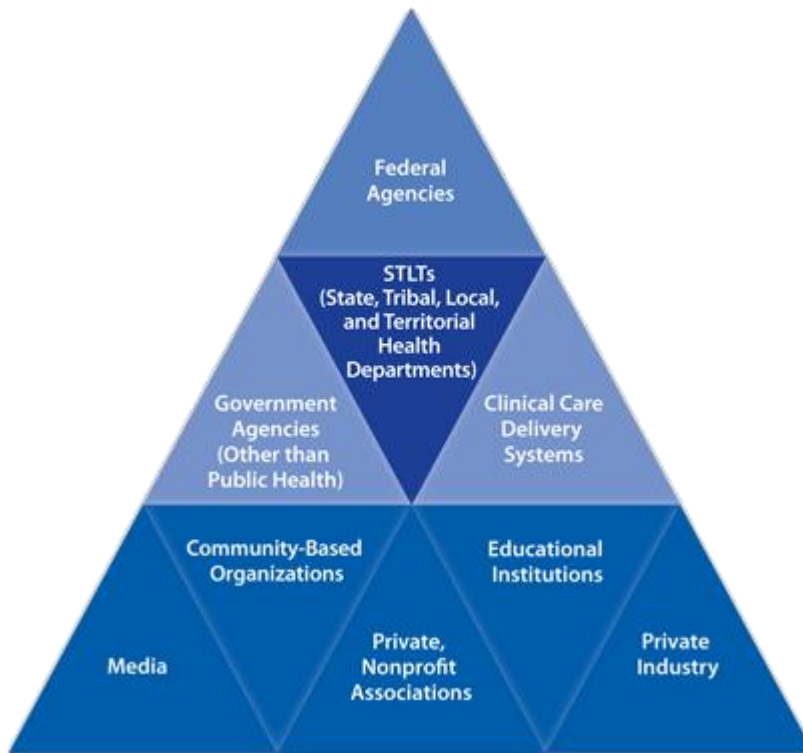 Federal
Agencies
STLTs
(State, Tribal, Local,
and Territorial
Health
Departments)
Government
Agencies
(Other than
Public Health)
Clinical Care
Delivery
Systems
Community-Based
Organizations
Educational
Institutions
Media
Private,
Nonprofit
Associations
Private
Industry